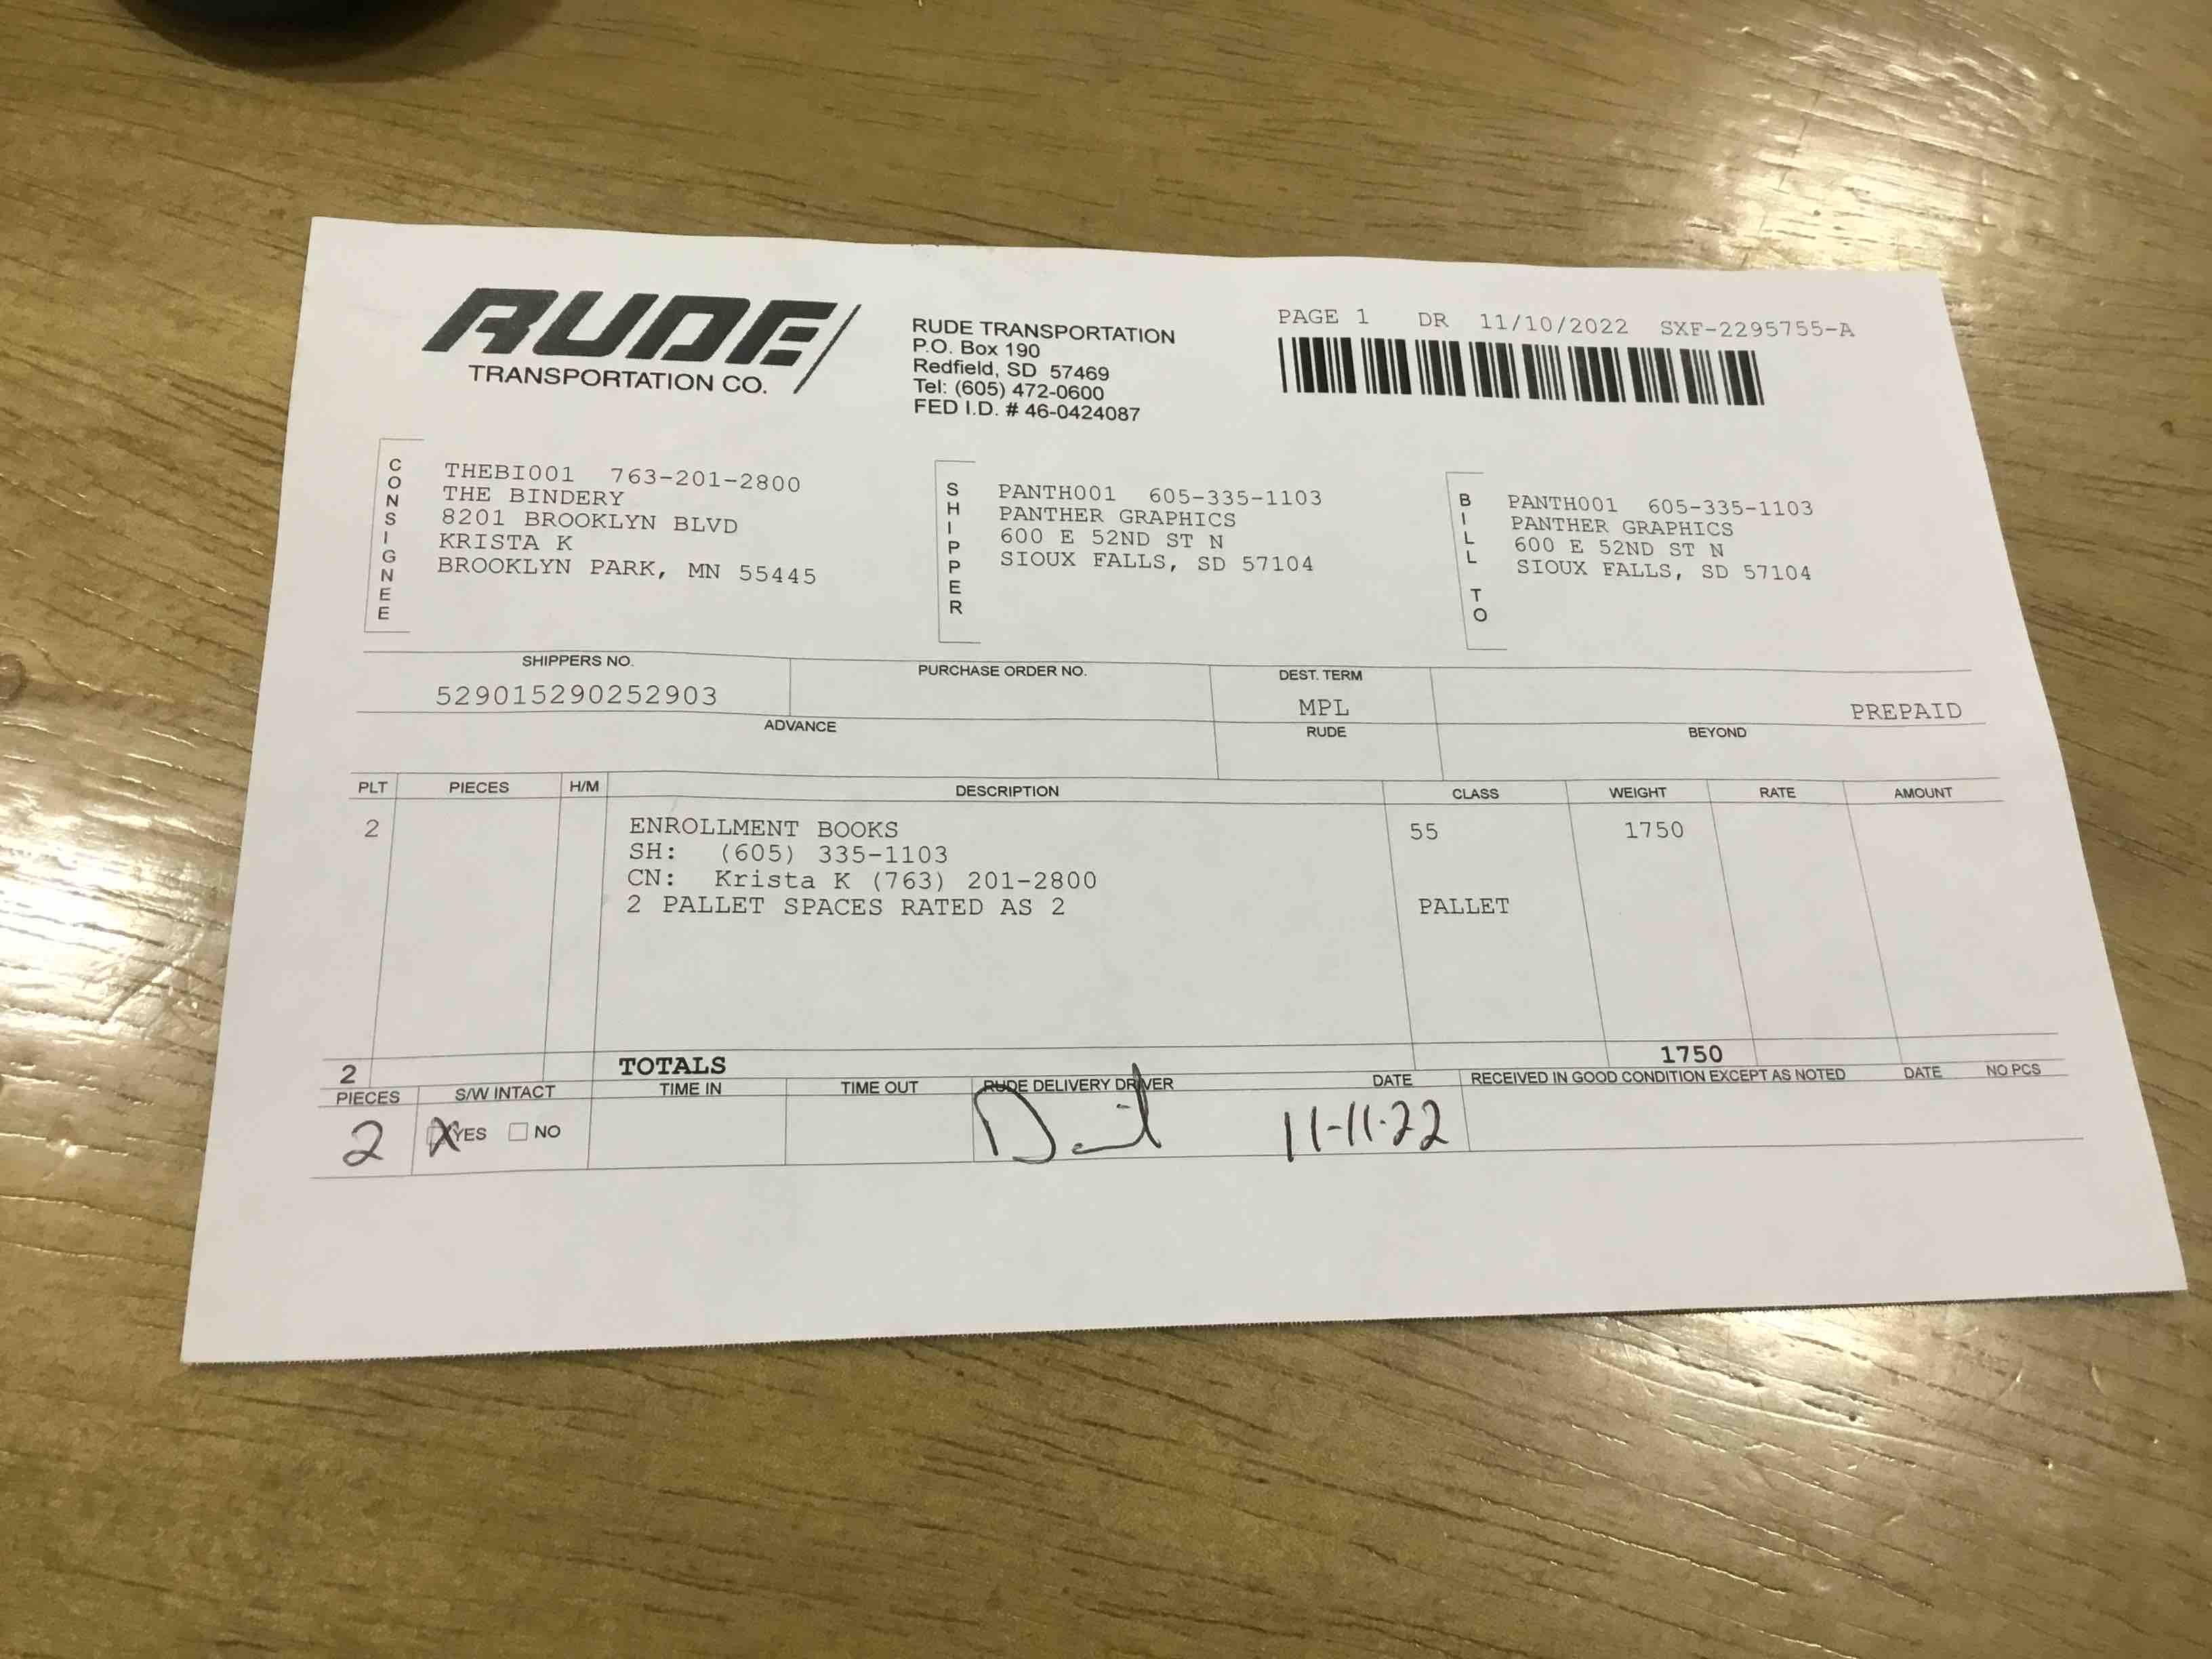 RUDE
TRANSPORTATION CO.
RUDE TRANSPORTATION
P.O. Box 190
Redfield, SD 57469
Tel: (605) 472-0600
FED I.D. # 46-0424087
PAGE 1 DR 11/10/2022 SXF-2295755-A
CONSIGNEE
THEBI001 763-201-2800
THE BINDERY
8201 BROOKLYN BLVD
KRISTA K
BROOKLYN PARK, MN 55445
SHIPPER
PANTH001 605-335-1103
PANTHER GRAPHICS
600 E 52ND ST N
SIOUX FALLS, SD 57104
BILL TO
PANTH001 605-335-1103
PANTHER GRAPHICS
600 E 52ND ST N
SIOUX FALLS, SD 57104
SHIPPERS NO. PURCHASE ORDER NO. DEST. TERM
529015290252903 MPL PREPAID
ADVANCE RUDE BEYOND
PLT PIECES H/M DESCRIPTION CLASS WEIGHT RATE AMOUNT
2 ENROLLMENT BOOKS 55 1750
SH: (605) 335-1103
CN: Krista K (763) 201-2800
2 PALLET SPACES RATED AS 2 PALLET
2 TOTALS 1750
PIECES S/W INTACT TIME IN TIME OUT RUDE DELIVERY DRIVER DATE RECEIVED IN GOOD CONDITION EXCEPT AS NOTED DATE NO PCS
2 X YES NO 11-11-22